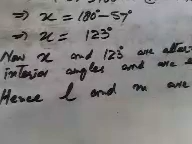 ⇒ x = 180° - 57°
⇒ x = 123°
Now x and 123° are alter
interior angles and are e
Hence l and m are